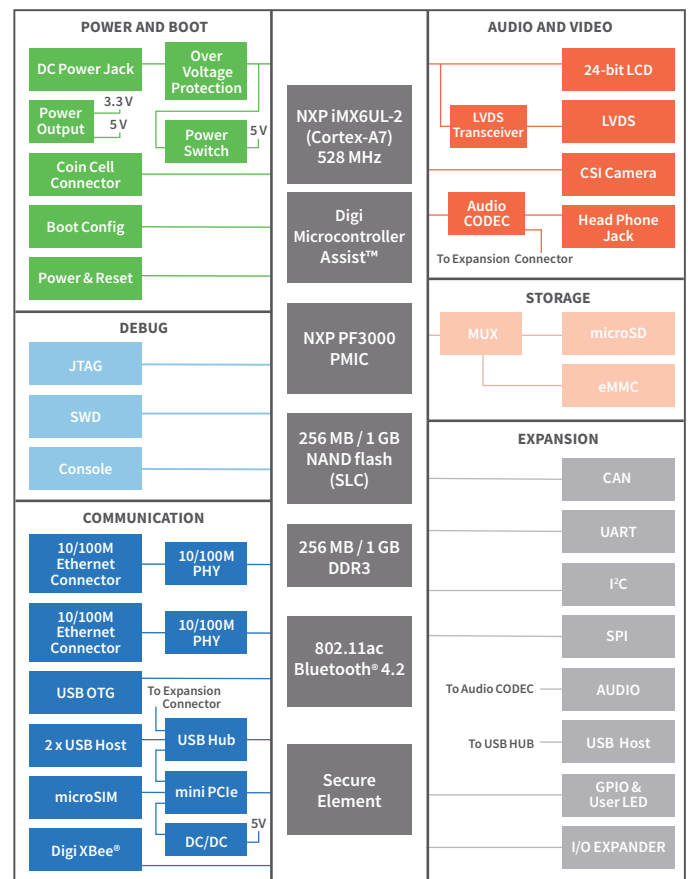 POWER AND BOOT
DC Power Jack
Over
Voltage
Protection
Power
Output
3.3 V
5 V
Power
Switch
5 V
Coin Cell
Connector
Boot Config
Power & Reset
DEBUG
JTAG
SWD
Console
COMMUNICATION
10/100M
Ethernet
Connector
10/100M
PHY
10/100M
Ethernet
Connector
10/100M
PHY
USB OTG
To Expansion
Connector
2 x USB Host
USB Hub
microSIM
mini PCIe
5V
Digi XBee®
DC/DC
NXP iMX6UL-2
(Cortex-A7)
528 MHz
Digi
Microcontroller
Assist™
NXP PF3000
PMIC
256 MB / 1 GB
NAND flash
(SLC)
256 MB / 1 GB
DDR3
802.11ac
Bluetooth® 4.2
Secure
Element
AUDIO AND VIDEO
24-bit LCD
LVDS
Transceiver
LVDS
CSI Camera
Audio
CODEC
Head Phone
Jack
To Expansion Connector
STORAGE
MUX
microSD
eMMC
EXPANSION
CAN
UART
I²C
SPI
To Audio CODEC
AUDIO
To USB HUB
USB Host
GPIO &
User LED
I/O EXPANDER